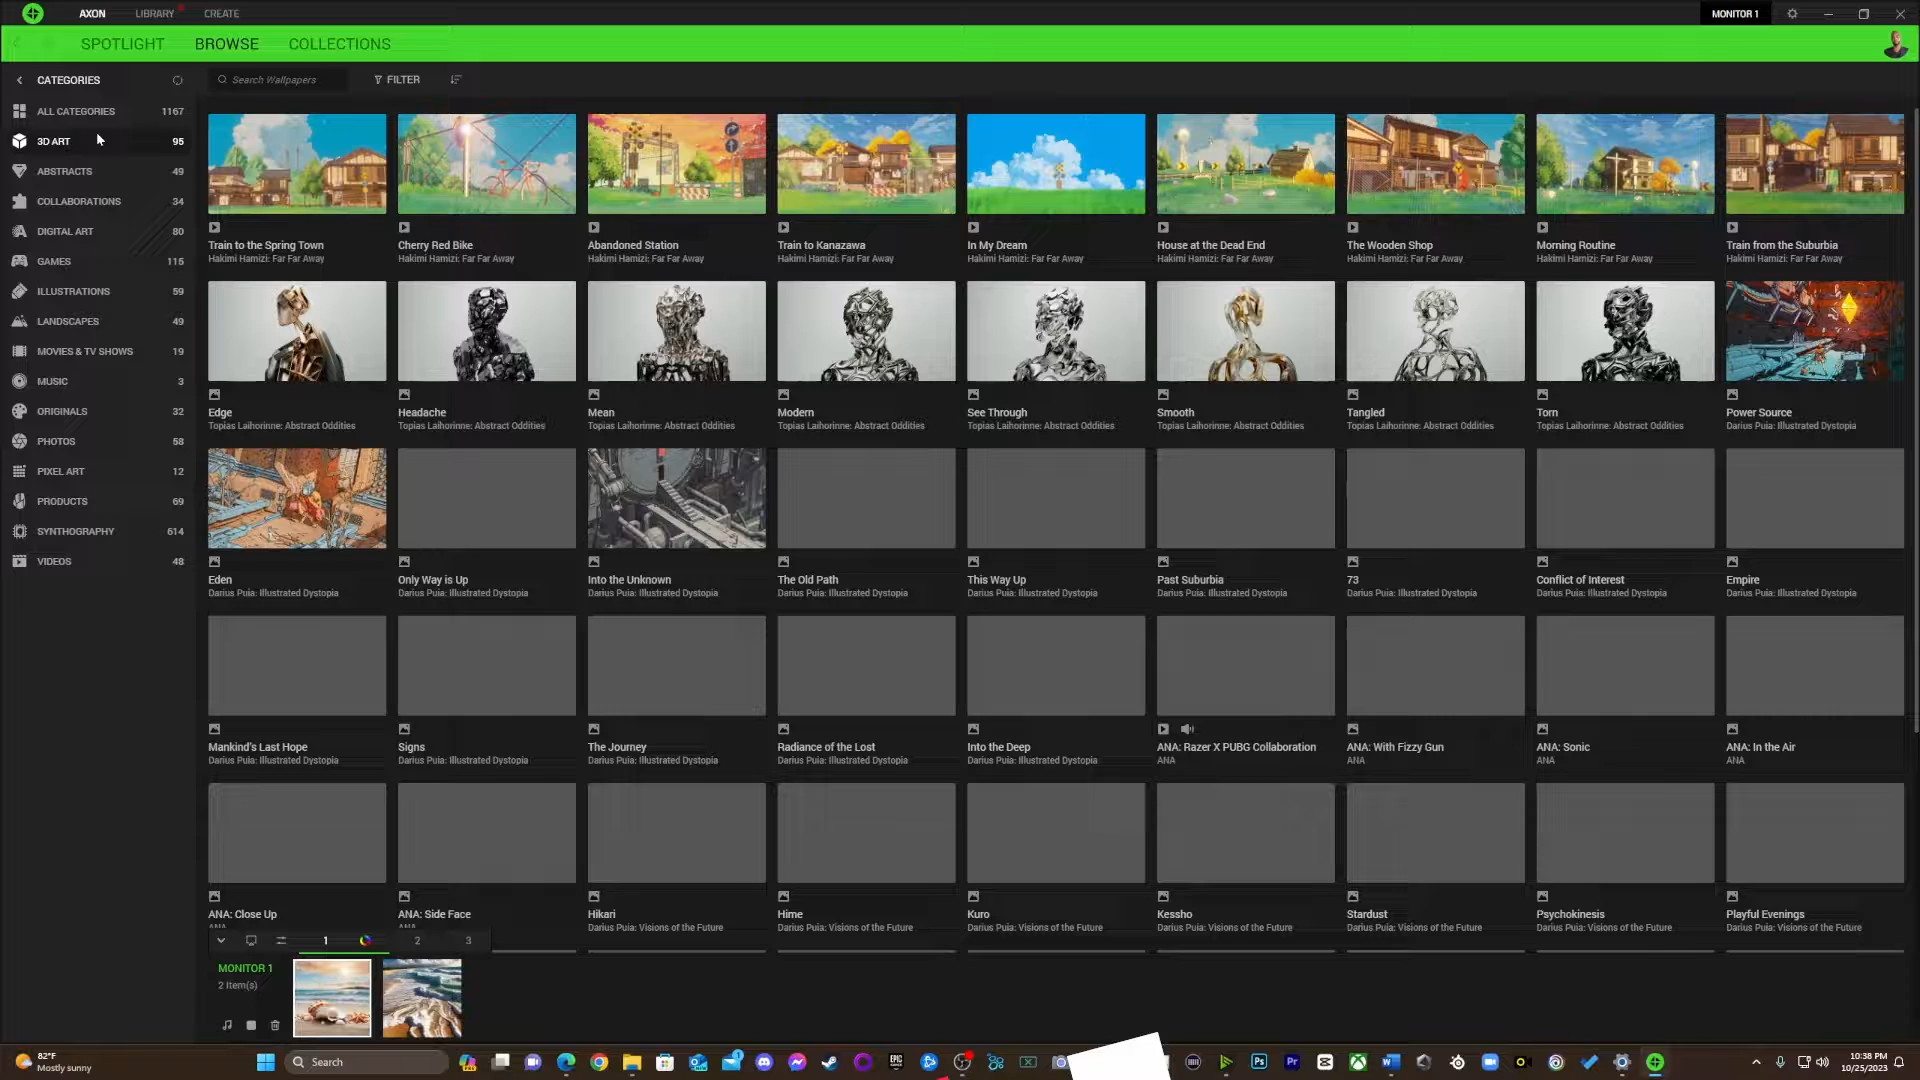 AXON LIBRARY CREATE MONITOR 1
SPOTLIGHT BROWSE COLLECTIONS
CATEGORIES Search Wallpapers FILTER
ALL CATEGORIES 1167
3D ART 95
ABSTRACTS 49
COLLABORATIONS 34
DIGITAL ART 80
GAMES 115
ILLUSTRATIONS 59
LANDSCAPES 49
MOVIES & TV SHOWS 19
MUSIC 3
ORIGINALS 32
PHOTOS 58
PIXEL ART 12
PRODUCTS 69
SYNTHOGRAPHY 614
VIDEOS 48
Train to the Spring Town Cherry Red Bike Abandoned Station Train to Kanazawa In My Dream House at the Dead End The Wooden Shop Morning Routine Train from the Suburbia
Hakimi Hamizi: Far Far Away Hakimi Hamizi: Far Far Away Hakimi Hamizi: Far Far Away Hakimi Hamizi: Far Far Away Hakimi Hamizi: Far Far Away Hakimi Hamizi: Far Far Away Hakimi Hamizi: Far Far Away Hakimi Hamizi: Far Far Away Hakimi Hamizi: Far Far Away
Edge Headache Mean Modern See Through Smooth Tangled Torn Power Source
Topias Laihorinne: Abstract Oddities Topias Laihorinne: Abstract Oddities Topias Laihorinne: Abstract Oddities Topias Laihorinne: Abstract Oddities Topias Laihorinne: Abstract Oddities Topias Laihorinne: Abstract Oddities Topias Laihorinne: Abstract Oddities Topias Laihorinne: Abstract Oddities Darius Puia: Illustrated Dystopia
Eden Only Way is Up Into the Unknown The Old Path This Way Up Past Suburbia 73 Conflict of Interest Empire
Darius Puia: Illustrated Dystopia Darius Puia: Illustrated Dystopia Darius Puia: Illustrated Dystopia Darius Puia: Illustrated Dystopia Darius Puia: Illustrated Dystopia Darius Puia: Illustrated Dystopia Darius Puia: Illustrated Dystopia Darius Puia: Illustrated Dystopia Darius Puia: Illustrated Dystopia
Mankind's Last Hope Signs The Journey Radiance of the Lost Into the Deep ANA: Razer X PUBG Collaboration ANA: With Fizzy Gun ANA: Sonic ANA: In the Air
Darius Puia: Illustrated Dystopia Darius Puia: Illustrated Dystopia Darius Puia: Illustrated Dystopia Darius Puia: Illustrated Dystopia Darius Puia: Illustrated Dystopia ANA ANA ANA ANA
ANA: Close Up ANA: Side Face Hikari Hime Kuro Kessho Stardust Psychokinesis Playful Evenings
ANA ANA Darius Puia: Visions of the Future Darius Puia: Visions of the Future Darius Puia: Visions of the Future Darius Puia: Visions of the Future Darius Puia: Visions of the Future Darius Puia: Visions of the Future Darius Puia: Visions of the Future
1 2 3
MONITOR 1
2 Item(s)
82°F
Mostly sunny
Search
10:38 PM
10/25/2023